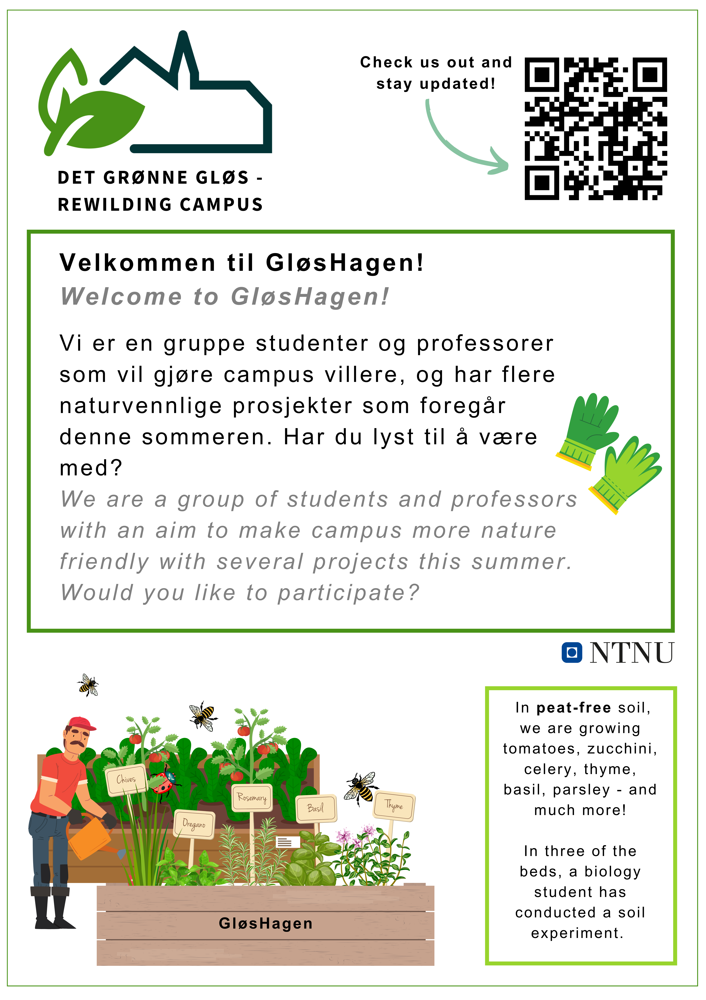 Check us out and
stay updated!
DET GRØNNE GLØS -
REWILDING CAMPUS
Velkommen til GløsHagen!
Welcome to GløsHagen!
Vi er en gruppe studenter og professorer
som vil gjøre campus villere, og har flere
naturvennlige prosjekter som foregår
denne sommeren. Har du lyst til å være
med?
We are a group of students and professors
with an aim to make campus more nature
friendly with several projects this summer.
Would you like to participate?
NTNU
In peat-free soil,
we are growing
tomatoes, zucchini,
celery, thyme,
basil, parsley - and
much more!
In three of the
beds, a biology
student has
conducted a soil
experiment.
Chives
Oregano
Rosemary
Basil
Thyme
GløsHagen